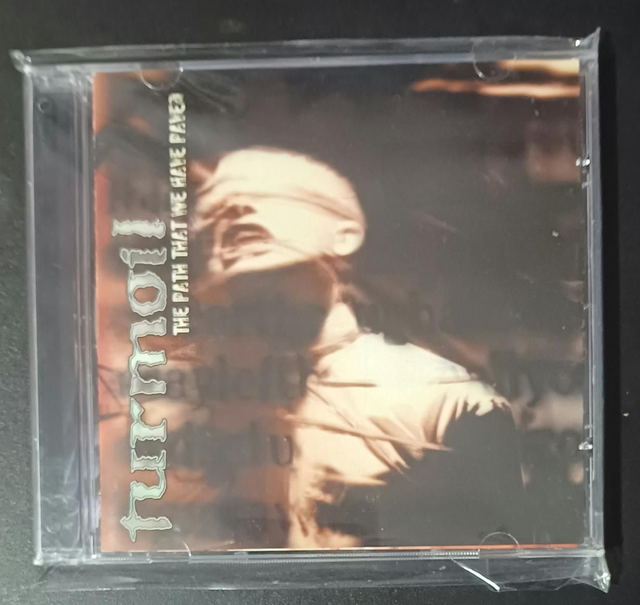 turmoil
THE PATH THAT WE HAVE PAVED